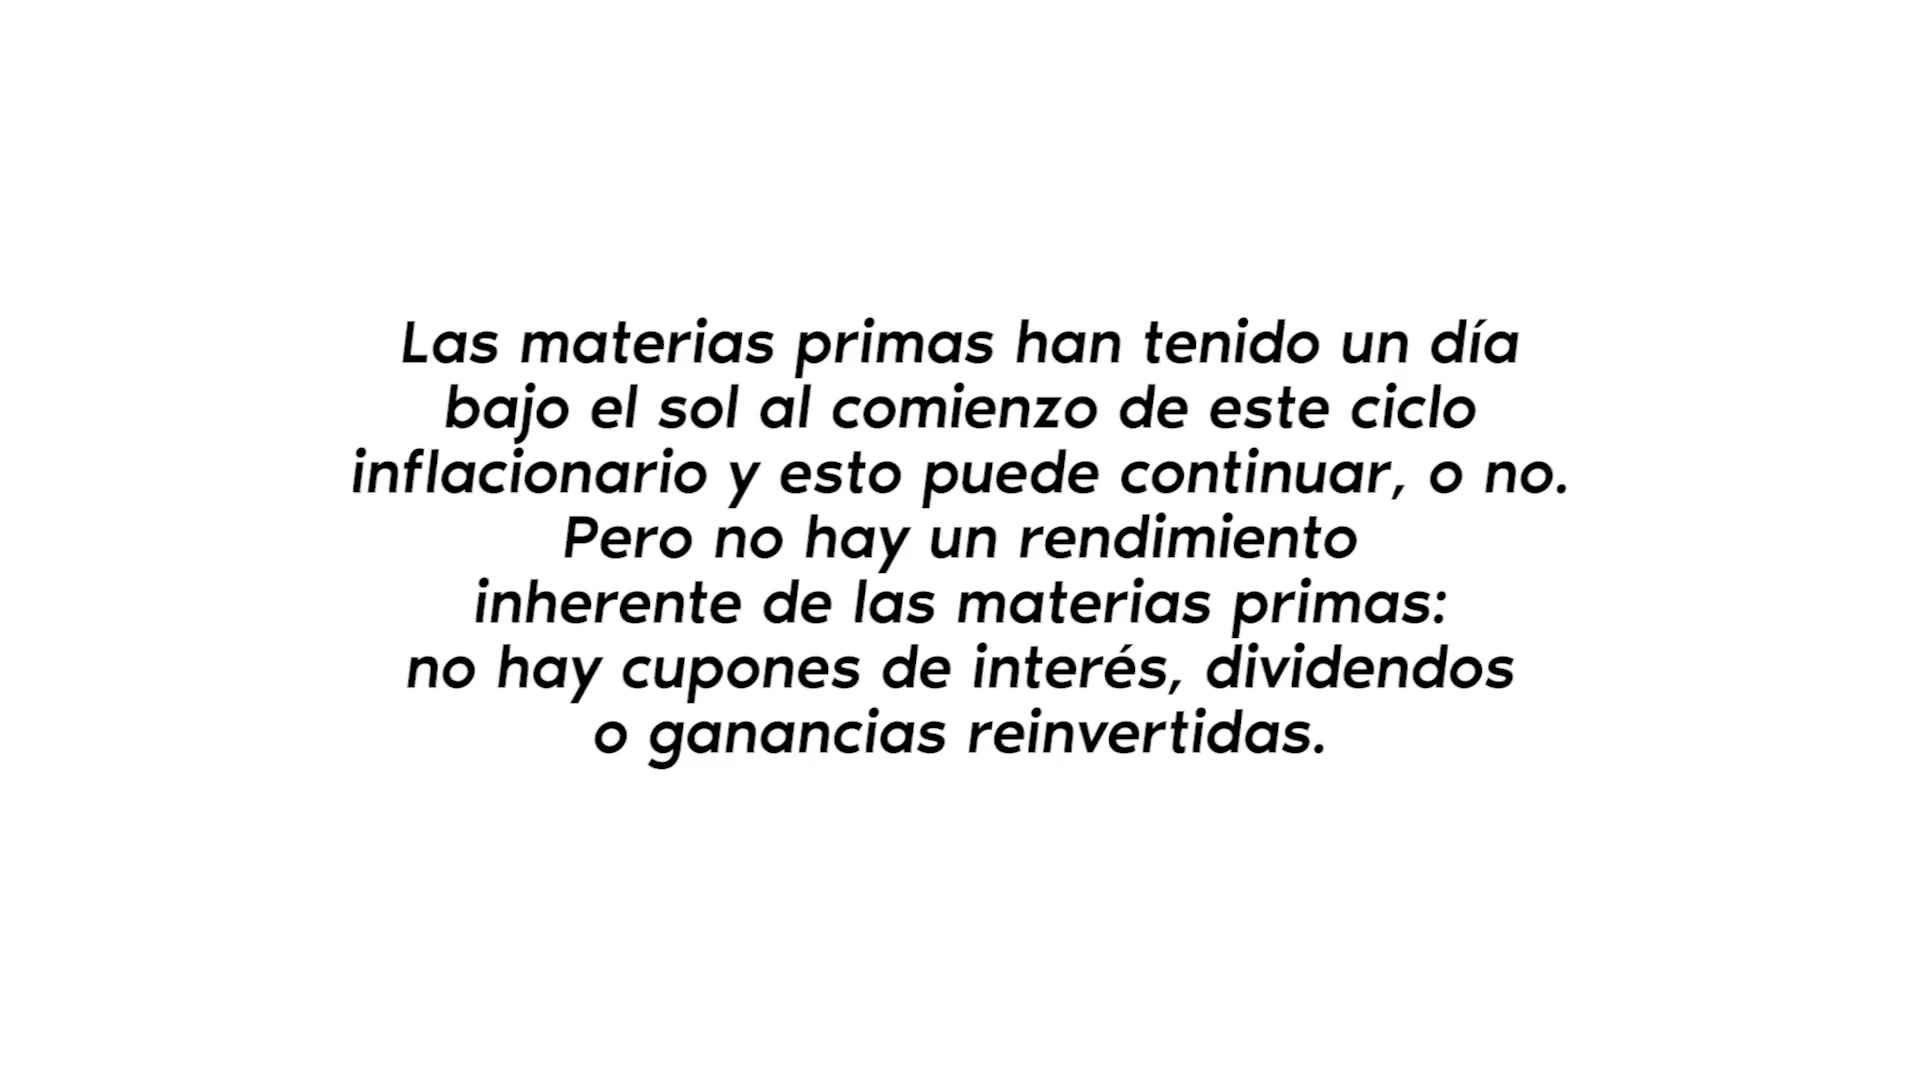 Las materias primas han tenido un día
bajo el sol al comienzo de este ciclo
inflacionario y esto puede continuar, o no.
Pero no hay un rendimiento
inherente de las materias primas:
no hay cupones de interés, dividendos
o ganancias reinvertidas.